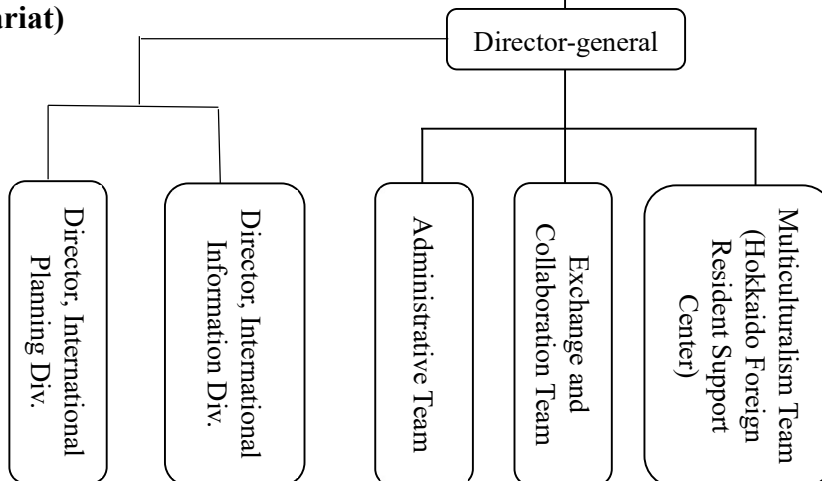 ariat)
Director-general
Director, International
Planning Div.
Director, International
Information Div.
Administrative Team
Exchange and
Collaboration Team
Multiculturalism Team
(Hokkaido Foreign
Resident Support
Center)